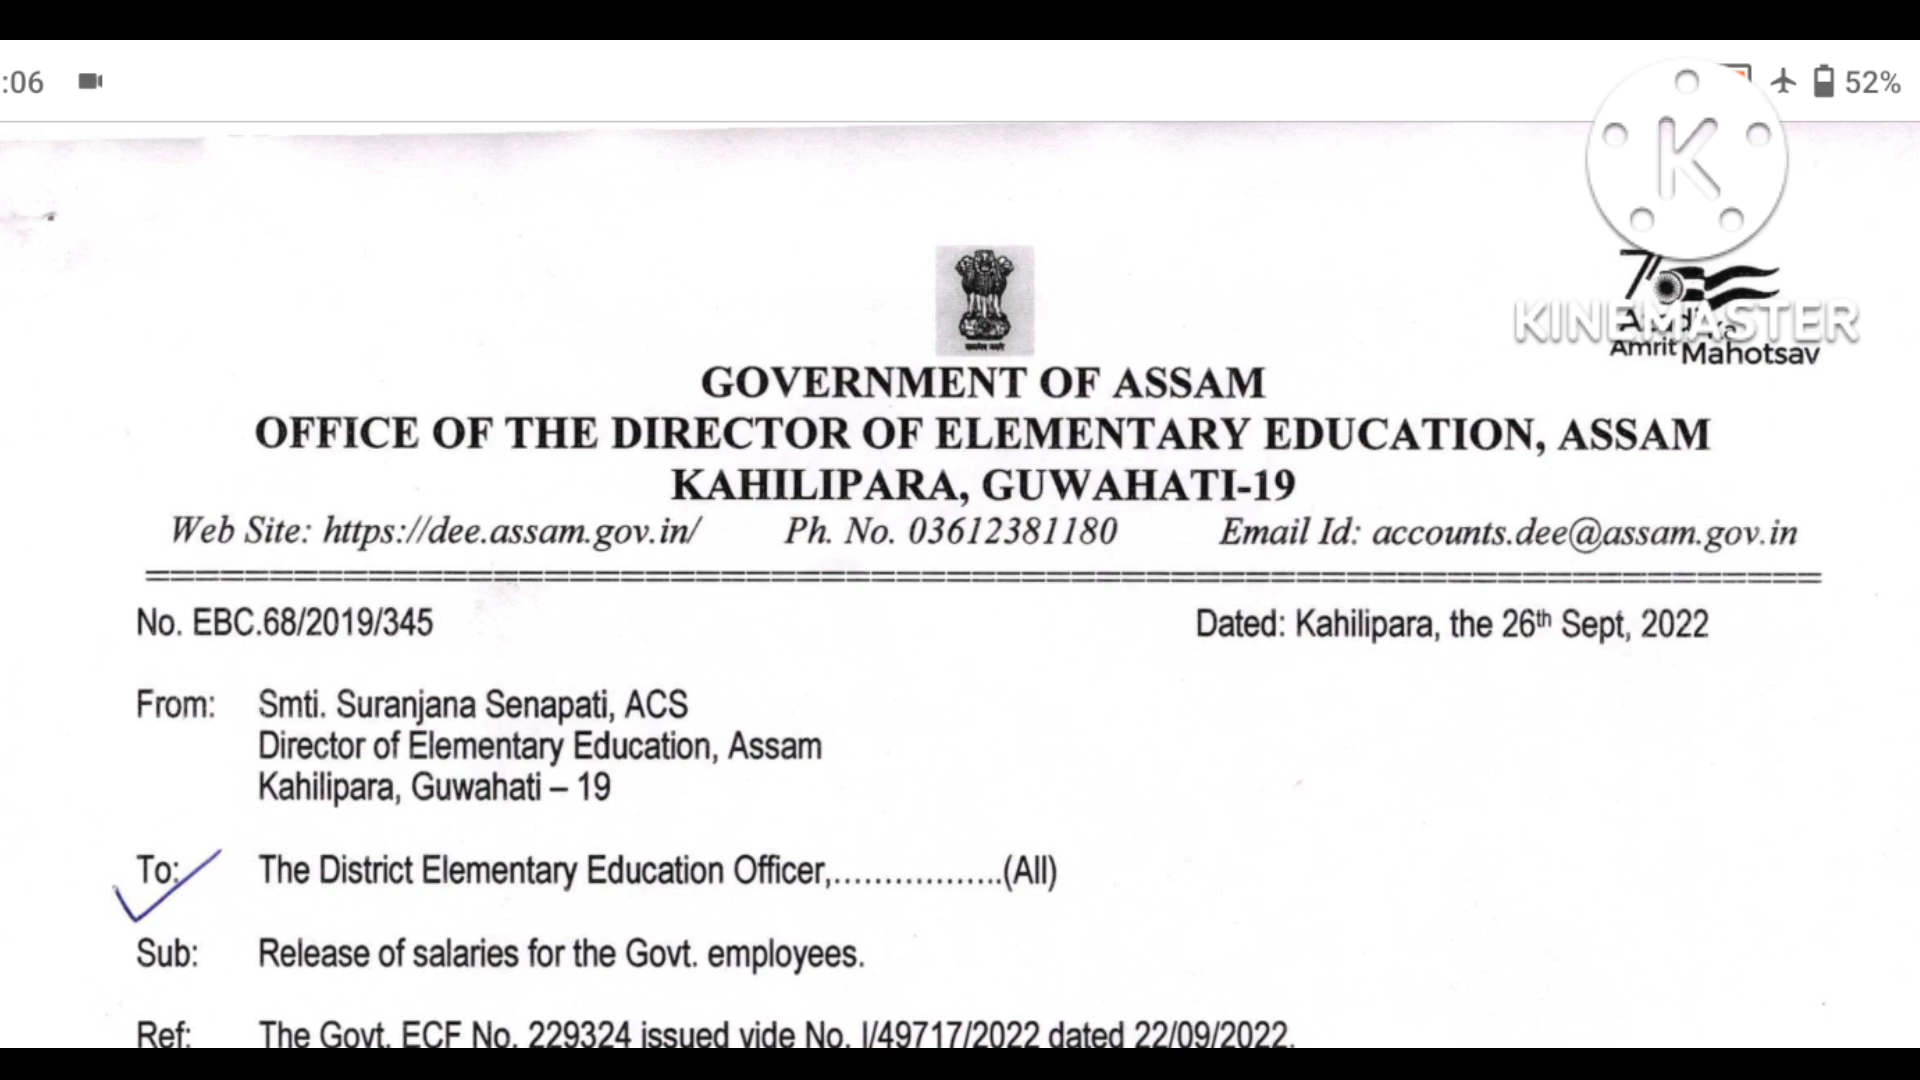 :06
52%
K
KINEMASTER
Amrit Mahotsav
GOVERNMENT OF ASSAM
OFFICE OF THE DIRECTOR OF ELEMENTARY EDUCATION, ASSAM
KAHILIPARA, GUWAHATI-19
Web Site: https://dee.assam.gov.in/ Ph. No. 03612381180 Email Id: accounts.dee@assam.gov.in
No. EBC.68/2019/345 Dated: Kahilipara, the 26th Sept, 2022
From: Smti. Suranjana Senapati, ACS
Director of Elementary Education, Assam
Kahilipara, Guwahati – 19
To: The District Elementary Education Officer,.................(All)
Sub: Release of salaries for the Govt. employees.
Ref: The Govt. ECF No. 229324 issued vide No. I/49717/2022 dated 22/09/2022.